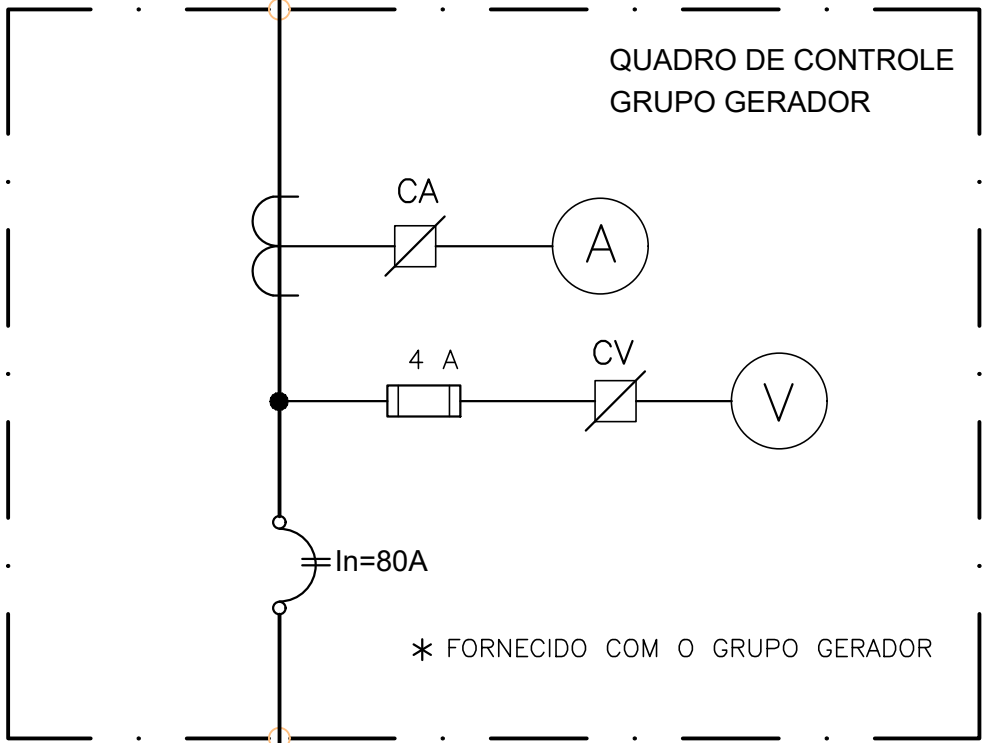 QUADRO DE CONTROLE
GRUPO GERADOR
CA
A
4 A
CV
V
In=80A
* FORNECIDO COM O GRUPO GERADOR